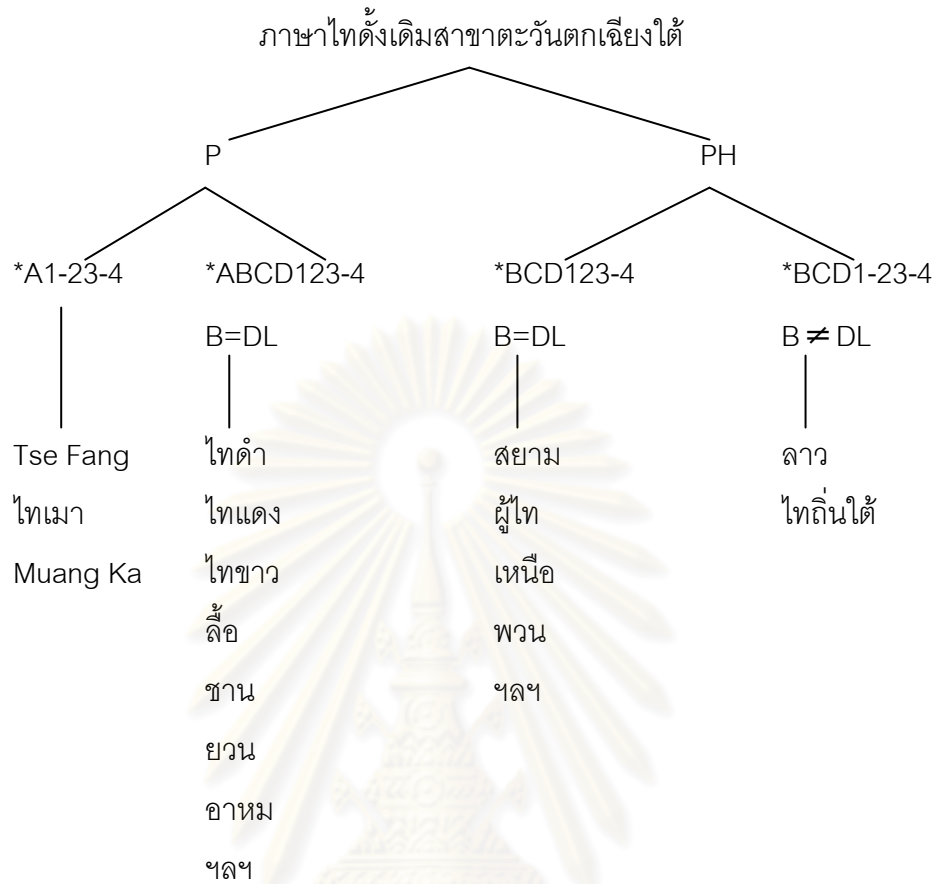 ภาษาไทดั้งเดิมสาขาตะวันตกเฉียงใต้
P PH
*A1-23-4 *ABCD123-4 *BCD123-4 *BCD1-23-4
B=DL B=DL B ≠ DL
Tse Fang ไทดำ สยาม ลาว
ไทเมา ไทแดง ผู้ไท ไทถิ่นใต้
Muang Ka ไทขาว เหนือ
ลื้อ พวน
ชาน ฯลฯ
ยวน
อาหม
ฯลฯ